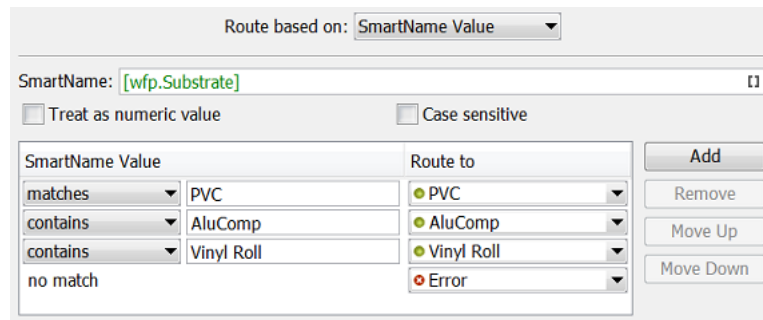 Route based on: SmartName Value
SmartName: [wfp.Substrate] []
Treat as numeric value Case sensitive
SmartName Value Route to Add
matches PVC PVC Remove
contains AluComp AluComp Move Up
contains Vinyl Roll Vinyl Roll Move Down
no match Error